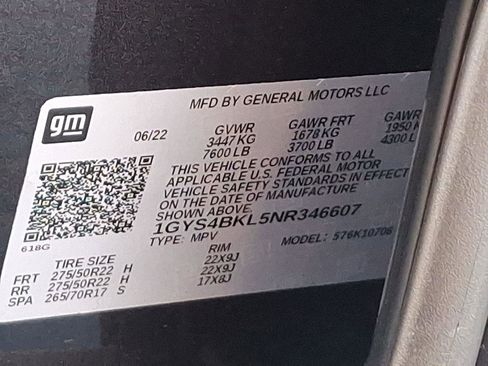 gm
MFD BY GENERAL MOTORS LLC
06/22 GVWR GAWR FRT GAWR
3447 KG 1678 KG 1950 K
7600 LB 3700 LB 4300 L
THIS VEHICLE CONFORMS TO ALL
APPLICABLE U.S. FEDERAL MOTOR
VEHICLE SAFETY STANDARDS IN EFFECT
ON THE DATE OF MANUFACTURE
SHOWN ABOVE
1GYS4BKL5NR346607
TYPE: MPV MODEL: 576K10706
618G
TIRE SIZE RIM
FRT 275/50R22 H 22X9J
RR 275/50R22 H 22X9J
SPA 265/70R17 S 17X8J